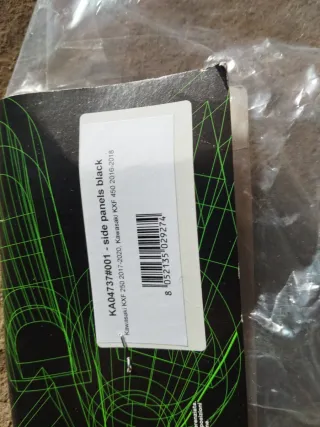 KA04737#001 - side panels black
Kawasaki KXF 250 2017-2020, Kawasaki KXF 450 2016-2018
8 052135 029274